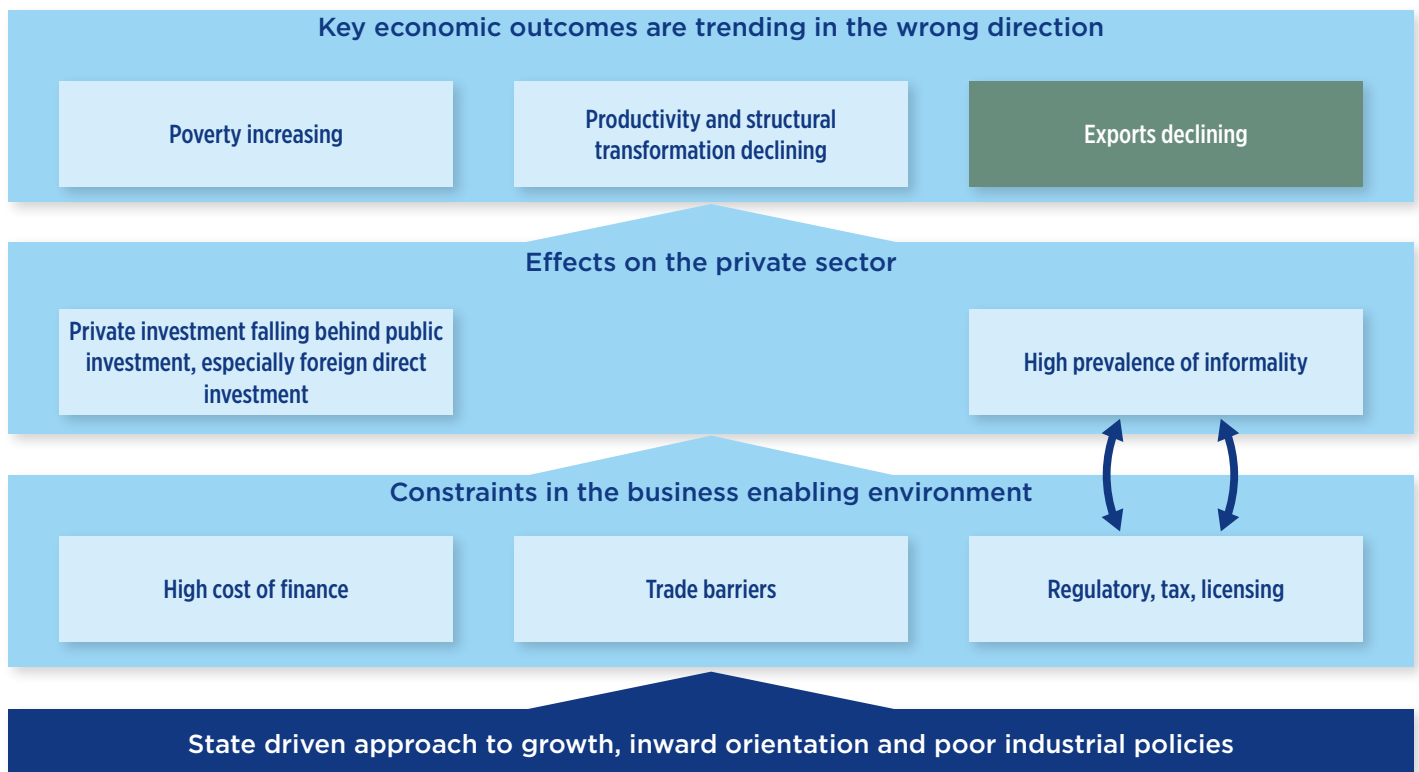 Key economic outcomes are trending in the wrong direction
Poverty increasing
Productivity and structural
transformation declining
Exports declining
Effects on the private sector
Private investment falling behind public
investment, especially foreign direct
investment
High prevalence of informality
Constraints in the business enabling environment
High cost of finance
Trade barriers
Regulatory, tax, licensing
State driven approach to growth, inward orientation and poor industrial policies